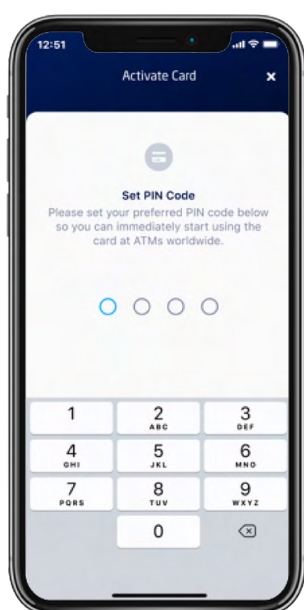 12:51
Activate Card
Set PIN Code
Please set your preferred PIN code below
so you can immediately start using the
card at ATMs worldwide.
1 2 3
ABC DEF
4 5 6
GHI JKL MNO
7 8 9
PQRS TUV WXYZ
0